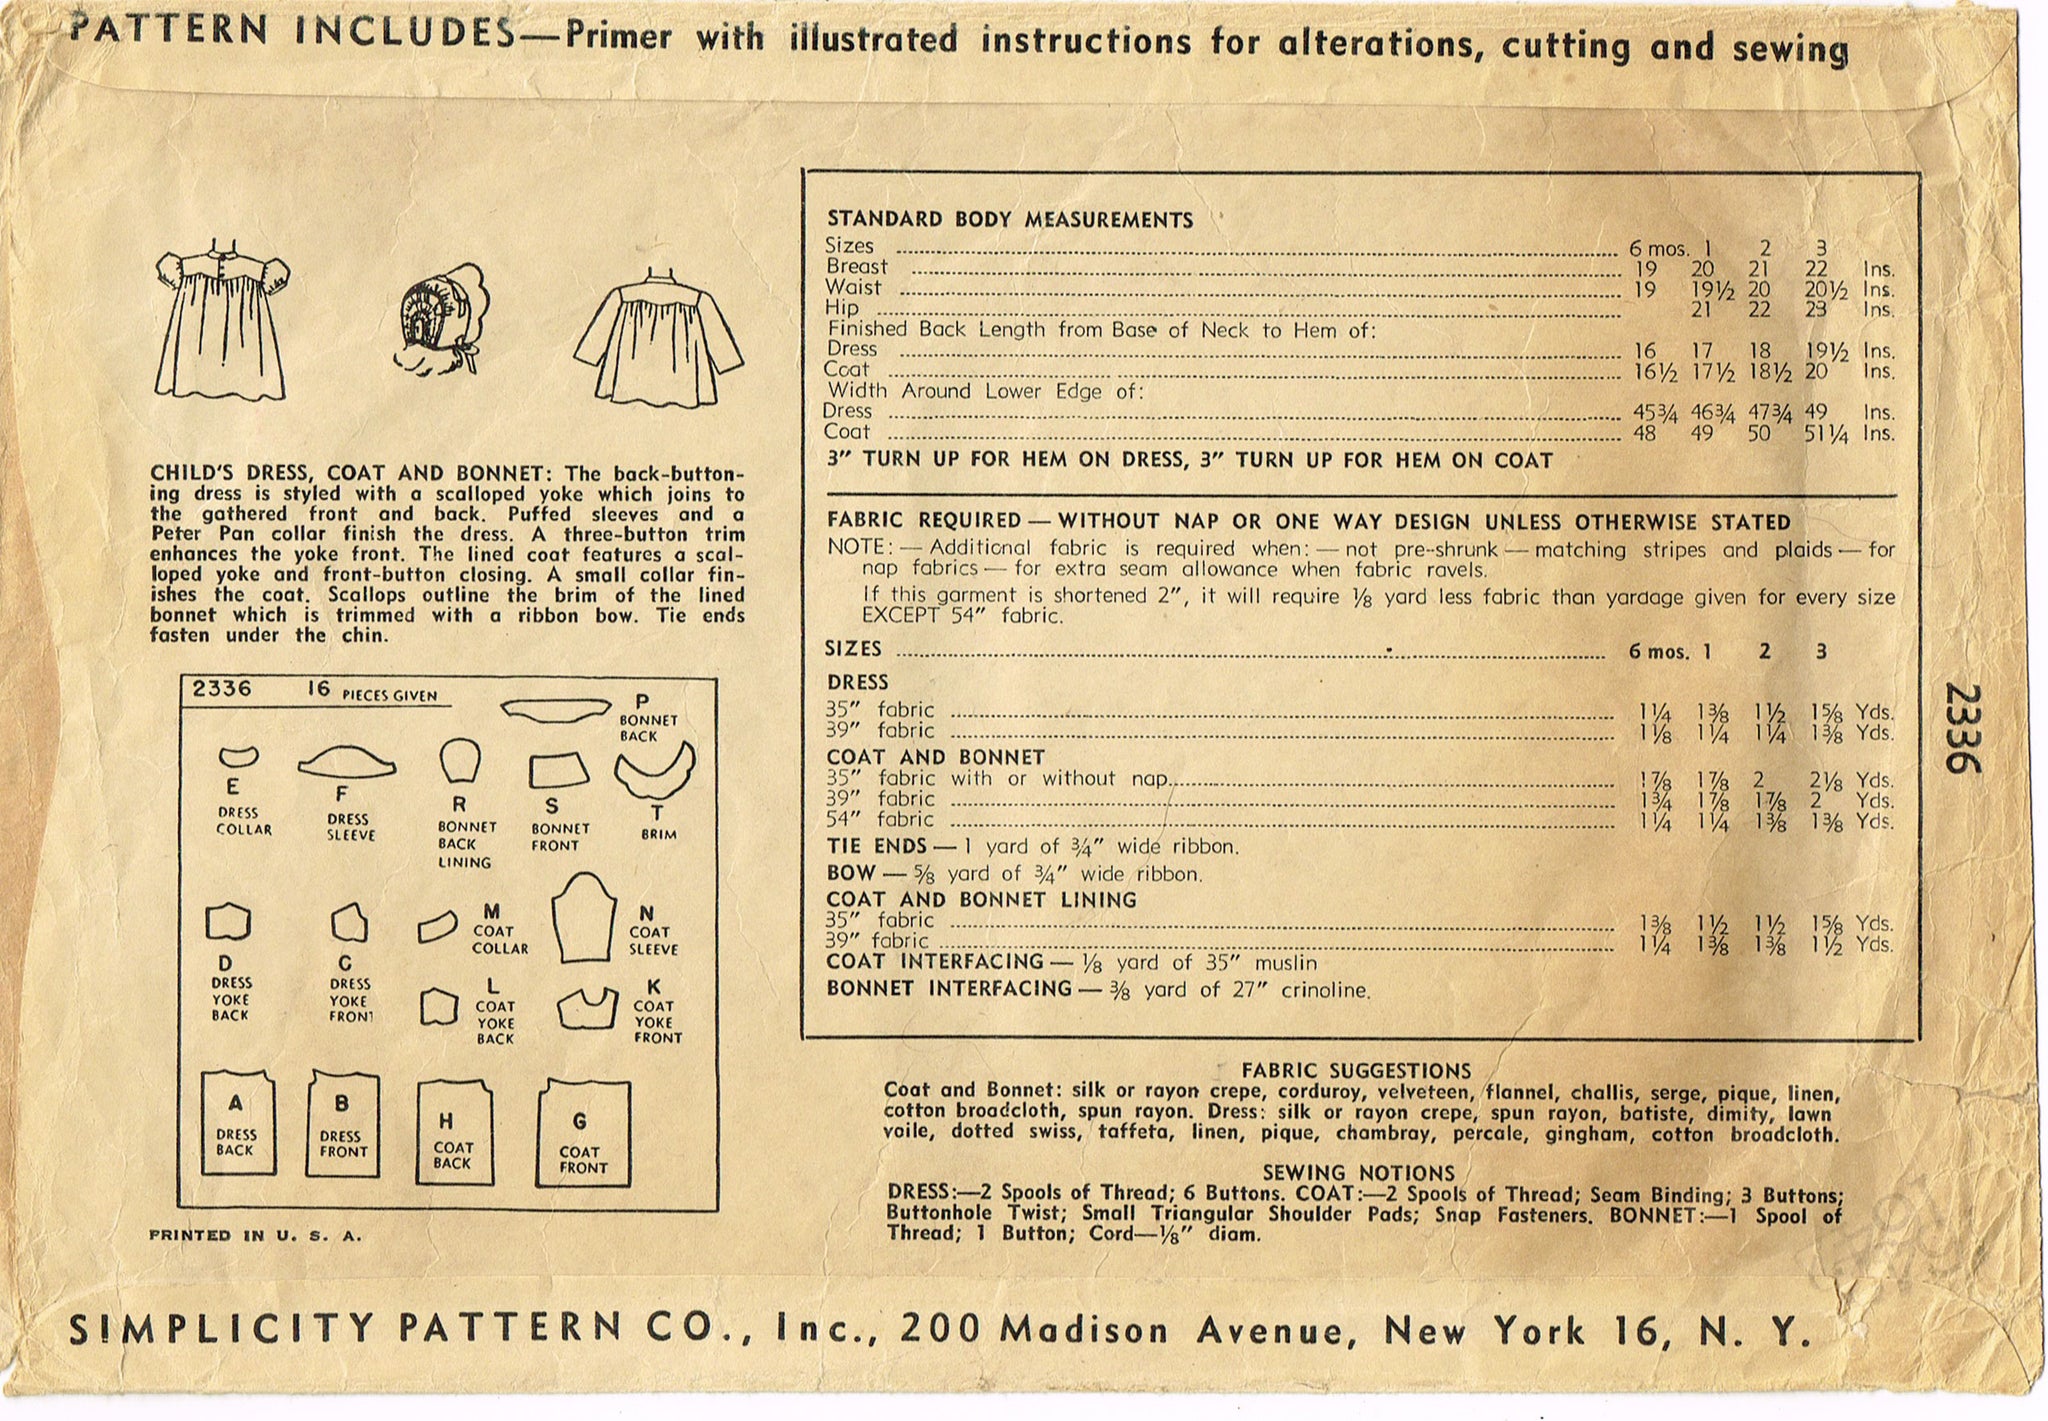 PATTERN INCLUDES—Primer with illustrated instructions for alterations, cutting and sewing
CHILD'S DRESS, COAT AND BONNET: The back-button-
ing dress is styled with a scalloped yoke which joins to
the gathered front and back. Puffed sleeves and a
Peter Pan collar finish the dress. A three-button trim
enhances the yoke front. The lined coat features a scal-
loped yoke and front-button closing. A small collar fin-
ishes the coat. Scallops outline the brim of the lined
bonnet which is trimmed with a ribbon bow. Tie ends
fasten under the chin.
2336 16 PIECES GIVEN
P
BONNET
BACK
E
DRESS
COLLAR
F
DRESS
SLEEVE
R
BONNET
BACK
LINING
S
BONNET
FRONT
T
BRIM
D
DRESS
YOKE
BACK
C
DRESS
YOKE
FRONT
M
COAT
COLLAR
N
COAT
SLEEVE
L
COAT
YOKE
BACK
K
COAT
YOKE
FRONT
A
DRESS
BACK
B
DRESS
FRONT
H
COAT
BACK
G
COAT
FRONT
PRINTED IN U. S. A.
STANDARD BODY MEASUREMENTS
Sizes 6 mos. 1 2 3
Breast 19 20 21 22 Ins.
Waist 19 19½ 20 20½ Ins.
Hip 21 22 23 Ins.
Finished Back Length from Base of Neck to Hem of:
Dress 16 17 18 19½ Ins.
Coat 16½ 17½ 18½ 20 Ins.
Width Around Lower Edge of:
Dress 45¾ 46¾ 47¾ 49 Ins.
Coat 48 49 50 51¼ Ins.
3" TURN UP FOR HEM ON DRESS, 3" TURN UP FOR HEM ON COAT
FABRIC REQUIRED — WITHOUT NAP OR ONE WAY DESIGN UNLESS OTHERWISE STATED
NOTE: — Additional fabric is required when: — not pre-shrunk — matching stripes and plaids — for
nap fabrics — for extra seam allowance when fabric ravels.
If this garment is shortened 2", it will require ⅛ yard less fabric than yardage given for every size
EXCEPT 54" fabric.
SIZES 6 mos. 1 2 3
DRESS
35" fabric 1¼ 1⅜ 1½ 1⅝ Yds.
39" fabric 1⅛ 1¼ 1¼ 1⅜ Yds.
COAT AND BONNET
35" fabric with or without nap 1⅞ 1⅞ 2 2⅛ Yds.
39" fabric 1¾ 1⅞ 1⅞ 2 Yds.
54" fabric 1¼ 1¼ 1⅜ 1⅜ Yds.
TIE ENDS — 1 yard of ¾" wide ribbon.
BOW — ⅝ yard of ¾" wide ribbon.
COAT AND BONNET LINING
35" fabric 1⅜ 1½ 1½ 1⅝ Yds.
39" fabric 1¼ 1⅜ 1⅜ 1½ Yds.
COAT INTERFACING — ⅛ yard of 35" muslin
BONNET INTERFACING — ⅜ yard of 27" crinoline.
2336
FABRIC SUGGESTIONS
Coat and Bonnet: silk or rayon crepe, corduroy, velveteen, flannel, challis, serge, pique, linen,
cotton broadcloth, spun rayon. Dress: silk or rayon crepe, spun rayon, batiste, dimity, lawn
voile, dotted swiss, taffeta, linen, pique, chambray, percale, gingham, cotton broadcloth.
SEWING NOTIONS
DRESS:—2 Spools of Thread; 6 Buttons. COAT:—2 Spools of Thread; Seam Binding; 3 Buttons;
Buttonhole Twist; Small Triangular Shoulder Pads; Snap Fasteners. BONNET:—1 Spool of
Thread; 1 Button; Cord—⅛" diam.
SIMPLICITY PATTERN CO., Inc., 200 Madison Avenue, New York 16, N. Y.